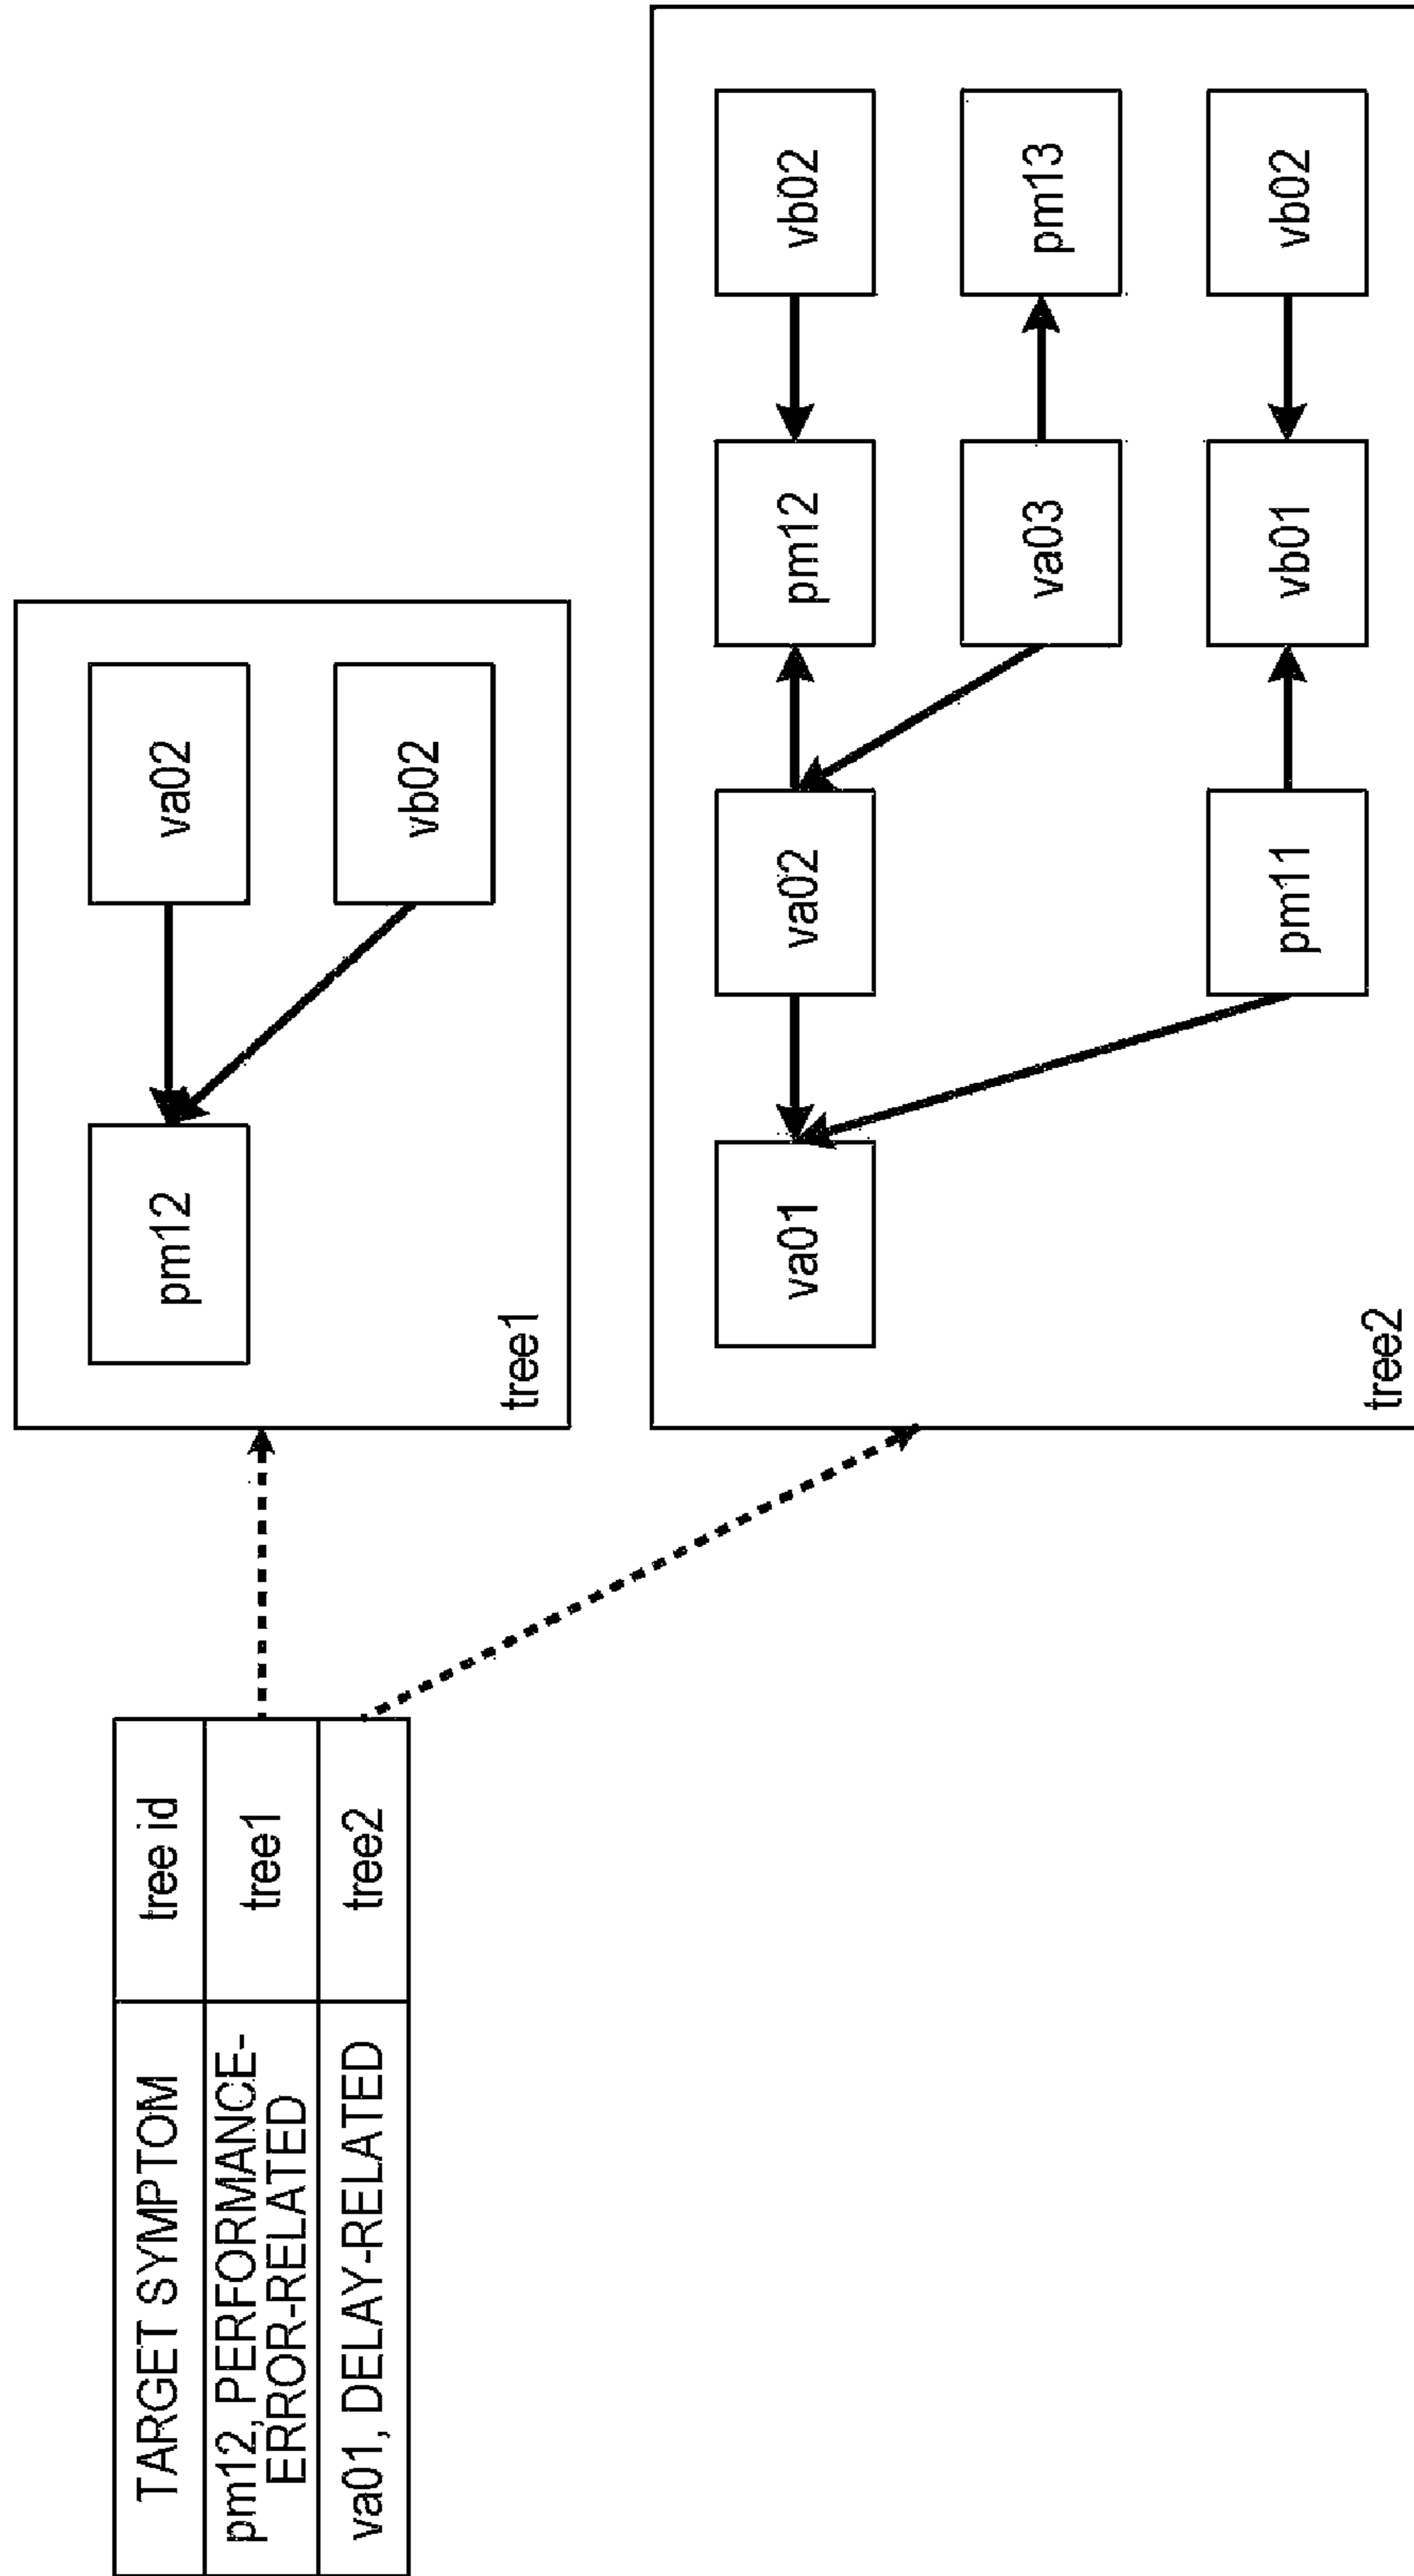 TARGET SYMPTOM
tree id
pm12, PERFORMANCE-
ERROR-RELATED
tree1
va01, DELAY-RELATED
tree2
pm12
va02
vb02
tree1
va01
va02
pm12
vb02
va03
pm13
pm11
vb01
vb02
tree2